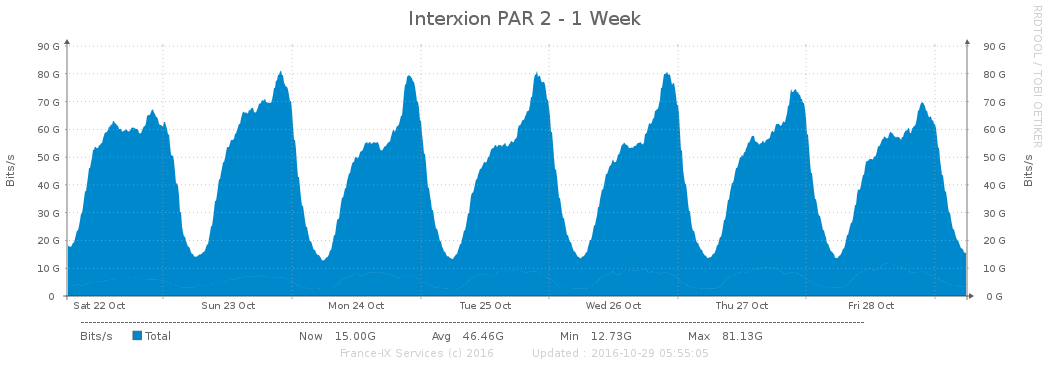 Interxion PAR 2 - 1 Week
RRDTOOL / TOBI OETIKER
Bits/s
90 G 90 G
80 G 80 G
70 G 70 G
60 G 60 G
50 G 50 G
40 G 40 G
30 G 30 G
20 G 20 G
10 G 10 G
0 0 G
Bits/s
Sat 22 Oct Sun 23 Oct Mon 24 Oct Tue 25 Oct Wed 26 Oct Thu 27 Oct Fri 28 Oct
Bits/s Total Now 15.00G Avg 46.46G Min 12.73G Max 81.13G
France-IX Services (c) 2016 Updated : 2016-10-29 05:55:05